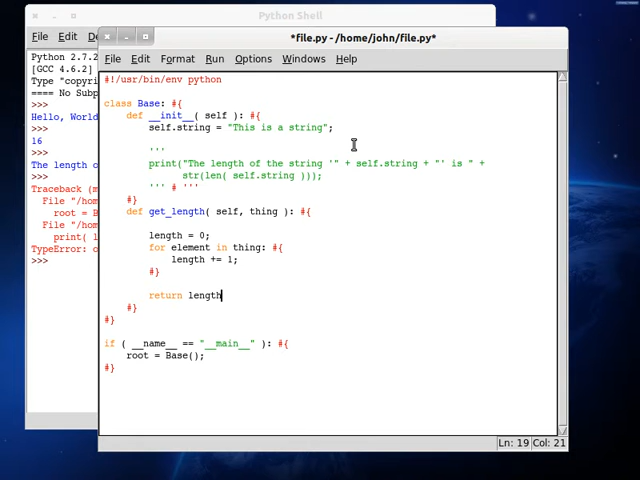 Python Shell
File Edit
Python 2.7.2
[GCC 4.6.2]
Type "copyri
==== No Subp
>>>
Hello, World
>>>
16
>>>
The length o
>>>
Traceback (m
File "/hom
root = B
File "/hom
print( l
TypeError: o
>>>
*file.py - /home/john/file.py*
File Edit Format Run Options Windows Help
#!/usr/bin/env python
class Base: #{
def __init__( self ): #{
self.string = "This is a string";
'''
print("The length of the string '" + self.string + "' is " +
str(len( self.string )));
''' # '''
#}
def get_length( self, thing ): #{
length = 0;
for element in thing: #{
length += 1;
#}
return length
#}
#}
if ( __name__ == "__main__" ): #{
root = Base();
#}
Ln: 19 Col: 21